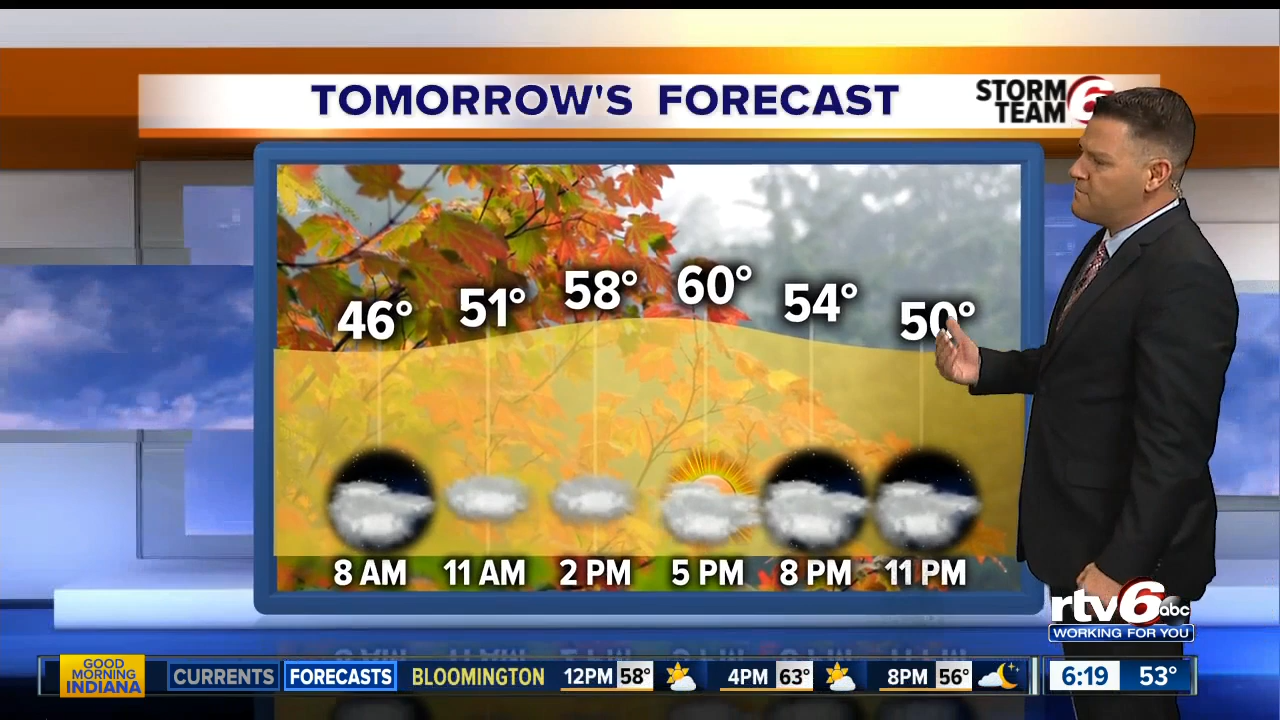 TOMORROW'S FORECAST
STORM
TEAM 6
46° 51° 58° 60° 54° 50°
8 AM 11 AM 2 PM 5 PM 8 PM 11 PM
rtv6 abc
WORKING FOR YOU
GOOD
MORNING
INDIANA
CURRENTS FORECASTS BLOOMINGTON 12PM 58° 4PM 63° 8PM 56° 6:19 53°